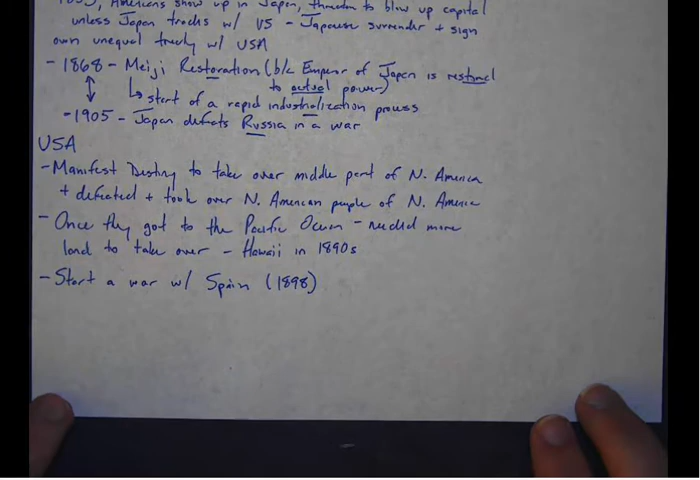 1853, Americans show up in Japan, threaten to blow up capital
unless Japan trades w/ US - Japanese surrender + sign
own unequal treaty w/ USA
- 1868 - Meiji Restoration (b/c Emperor of Japan is restored
to actual power)
↳ start of a rapid industrialization process
- 1905 - Japan defeats Russia in a war
USA
- Manifest Destiny to take over middle part of N. America
+ defeated + took over N. American people of N. America
- Once they got to the Pacific Ocean - needed more
land to take over - Hawaii in 1890s
- Start a war w/ Spain (1898)